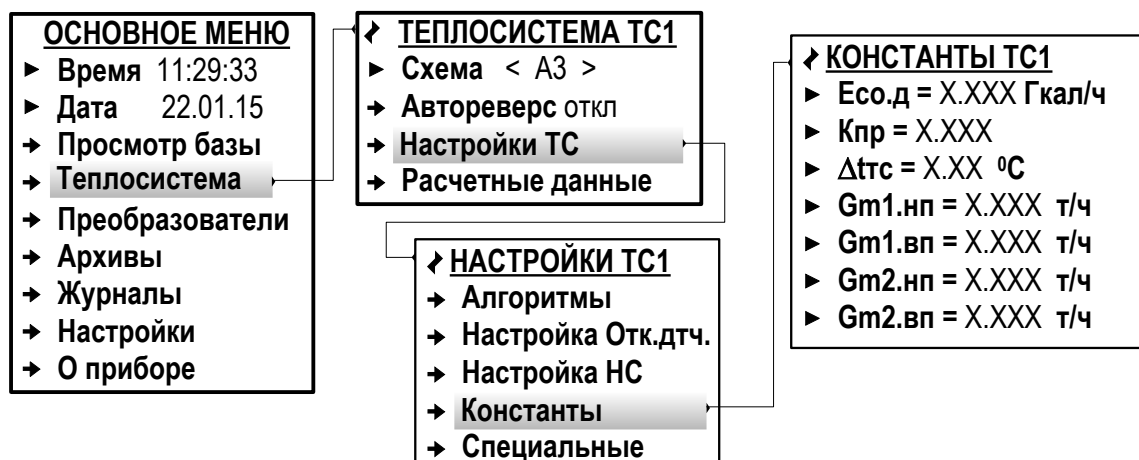 ОСНОВНОЕ МЕНЮ
Время 11:29:33
Дата 22.01.15
Просмотр базы
Теплосистема
Преобразователи
Архивы
Журналы
Настройки
О приборе
ТЕПЛОСИСТЕМА ТС1
Схема < А3 >
Автореверс откл
Настройки ТС
Расчетные данные
НАСТРОЙКИ ТС1
Алгоритмы
Настройка Отк.дтч.
Настройка НС
Константы
Специальные
КОНСТАНТЫ ТС1
Eco.д = X.XXX Гкал/ч
Кпр = X.XXX
Δtтс = X.XX ⁰С
Gm1.нп = X.XXX т/ч
Gm1.вп = X.XXX т/ч
Gm2.нп = X.XXX т/ч
Gm2.вп = X.XXX т/ч